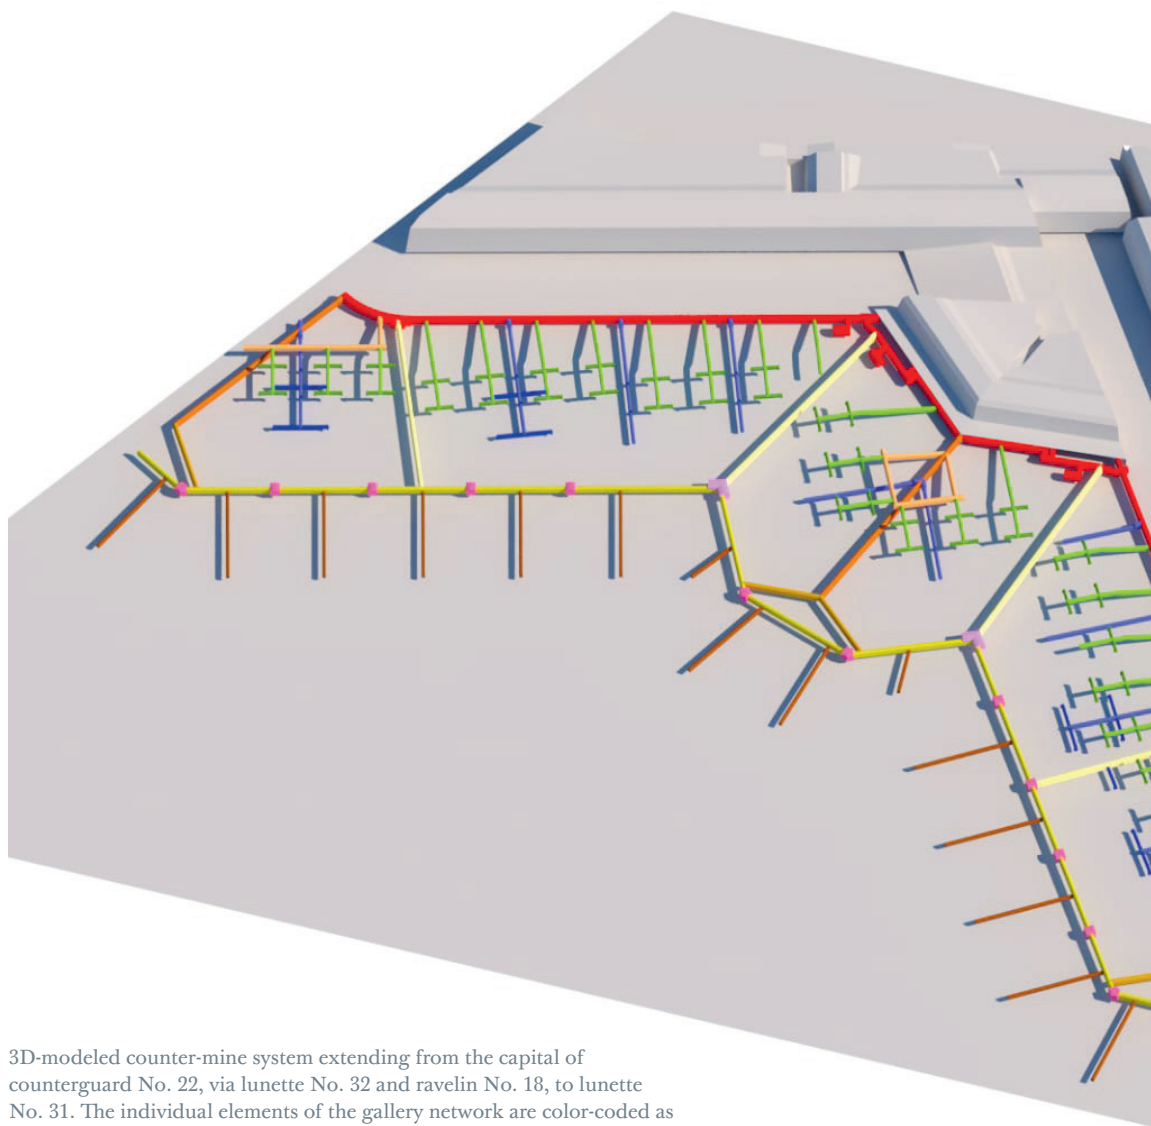 3D-modeled counter-mine system extending from the capital of
counterguard No. 22, via lunette No. 32 and ravelin No. 18, to lunette
No. 31. The individual elements of the gallery network are color-coded as